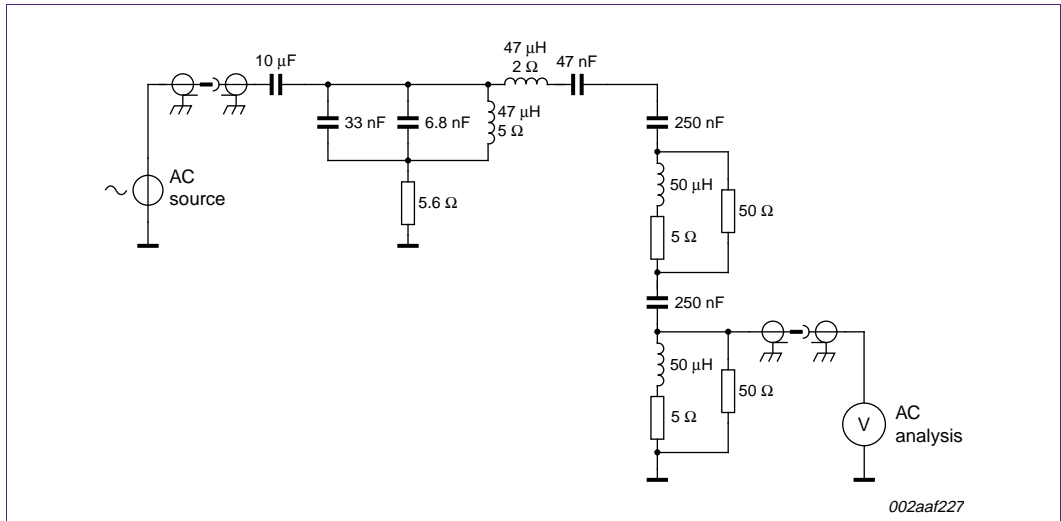 10 μF
47 μH
2 Ω
47 nF
33 nF
6.8 nF
47 μH
5 Ω
250 nF
AC
source
5.6 Ω
50 μH
50 Ω
5 Ω
250 nF
50 μH
50 Ω
5 Ω
V
AC
analysis
002aaf227